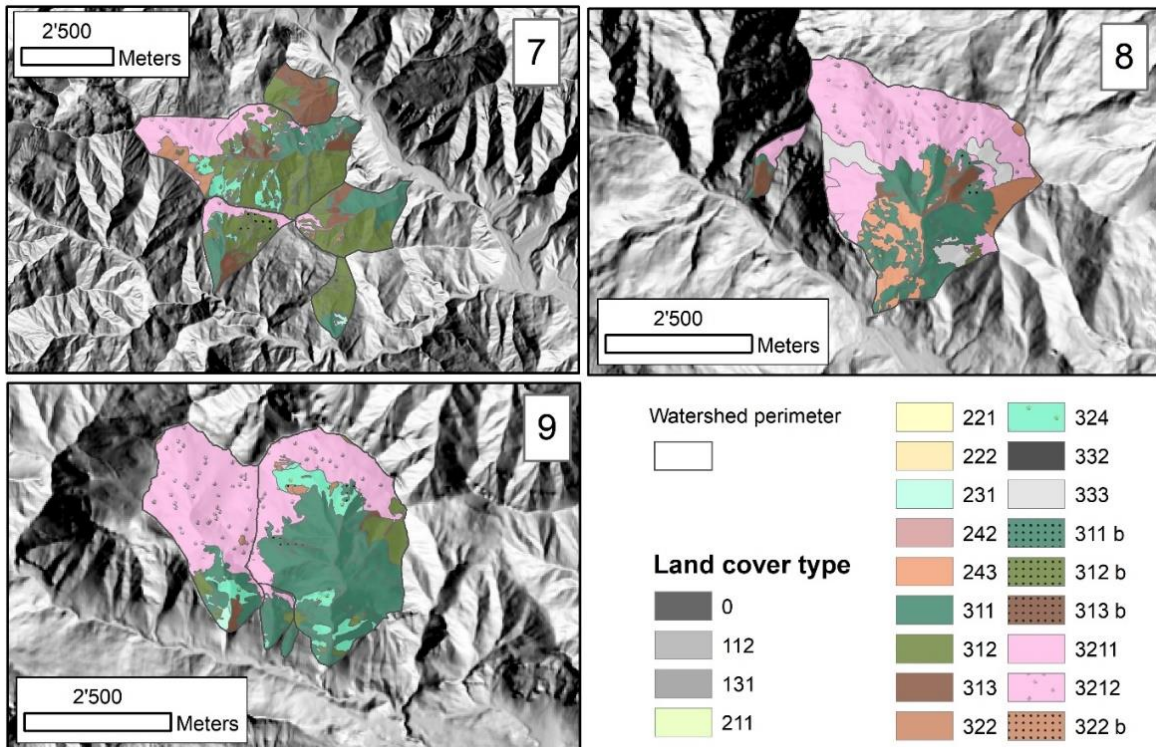 2'500
Meters
7
8
2'500
Meters
9
2'500
Meters
Watershed perimeter
Land cover type
0
112
131
211
221
222
231
242
243
311
312
313
322
324
332
333
311 b
312 b
313 b
3211
3212
322 b